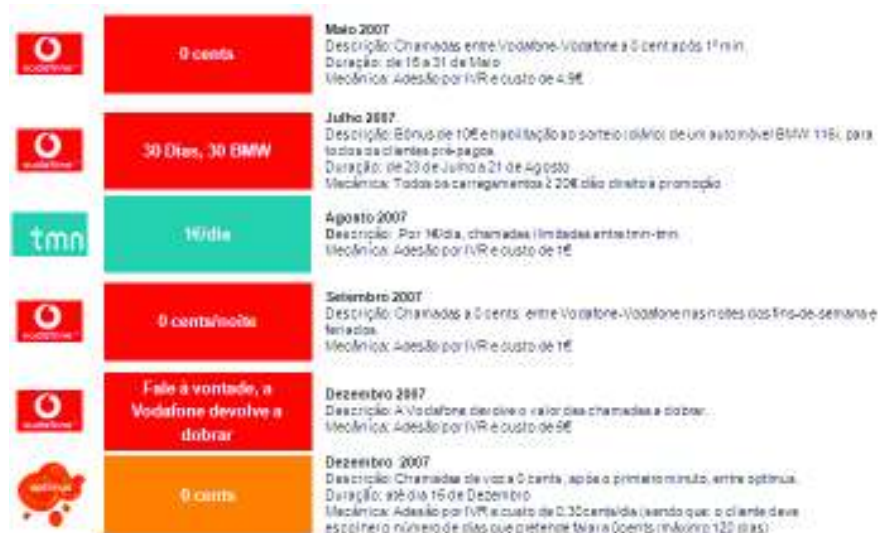 vodafone
0 cents
Maio 2007
Descrição: Chamadas entre Vodafone-Vodafone a 0 cent após 1º min.
Duração: de 15 a 31 de Maio
Mecânica: Adesão por IVR e custo de 4,9€
vodafone
30 Dias, 30 BMW
Julho 2007
Descrição: Bónus de 10€ e habilitação ao sorteio (diário) de um automóvel BMW 116i, para
todos os clientes pré-pagos.
Duração: de 23 de Julho a 21 de Agosto
Mecânica: Todos os carregamentos ≥ 20€ dão direito à promoção
tmn
1€/dia
Agosto 2007
Descrição: Por 1€/dia, chamadas ilimitadas entre tmn-tmn
Mecânica: Adesão por IVR e custo de 1€
vodafone
0 cents/noite
Setembro 2007
Descrição: Chamadas a 0 cents, entre Vodafone-Vodafone nas noites dos fins-de-semana e
feriados.
Mecânica: Adesão por IVR e custo de 1€
vodafone
Fale à vontade, a
Vodafone devolve a
dobrar
Dezembro 2007
Descrição: A Vodafone devolve o valor das chamadas a dobrar.
Mecânica: Adesão por IVR e custo de 5€
optimus
0 cents
Dezembro 2007
Descrição: Chamadas de voz a 0 cents, após o primeiro minuto, entre optimus.
Duração: até dia 15 de Dezembro
Mecânica: Adesão por IVR e custo de 0,30cents/dia (sendo que: o cliente deve
escolher o número de dias que pretende falar a 0cents (máximo 120 dias)